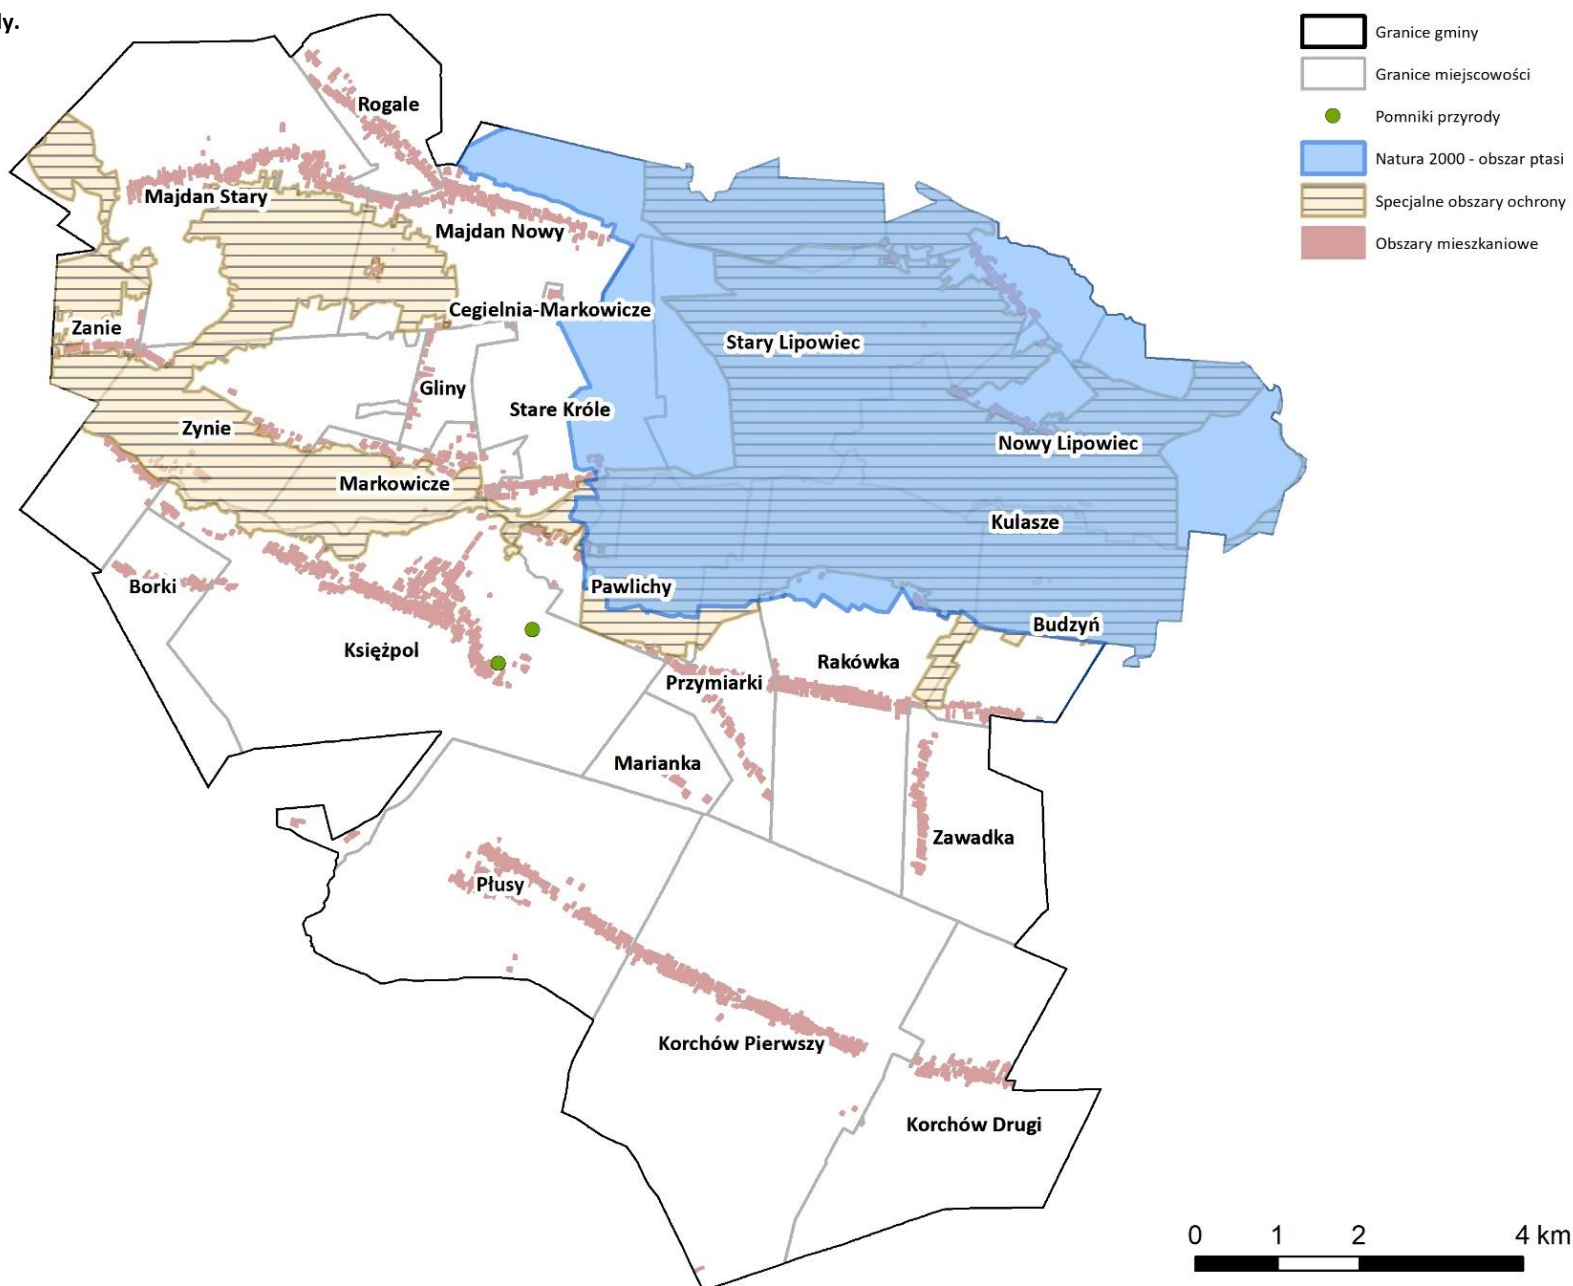 ly.
Granice gminy
Granice miejscowości
Pomniki przyrody
Natura 2000 - obszar ptasi
Specjalne obszary ochrony
Obszary mieszkaniowe
Rogale
Majdan Stary
Majdan Nowy
Cegielnia-Markowicze
Zanie
Stary Lipowiec
Gliny
Stare Króle
Zynie
Nowy Lipowiec
Markowicze
Kulasze
Borki
Pawlichy
Budzyń
Księżpol
Rakówka
Przymiarki
Marianka
Zawadka
Płusy
Korchów Pierwszy
Korchów Drugi
0 1 2 4 km